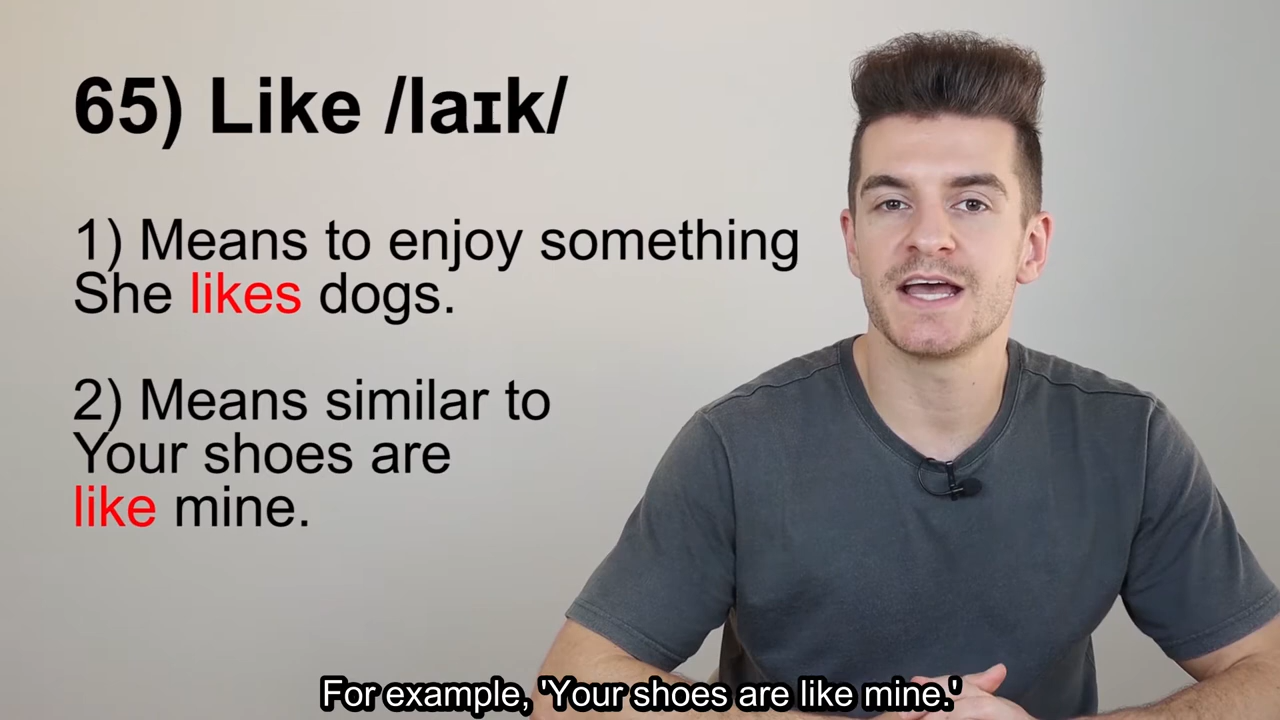 65) Like /laɪk/
1) Means to enjoy something
She likes dogs.
2) Means similar to
Your shoes are
like mine.
For example, 'Your shoes are like mine.'